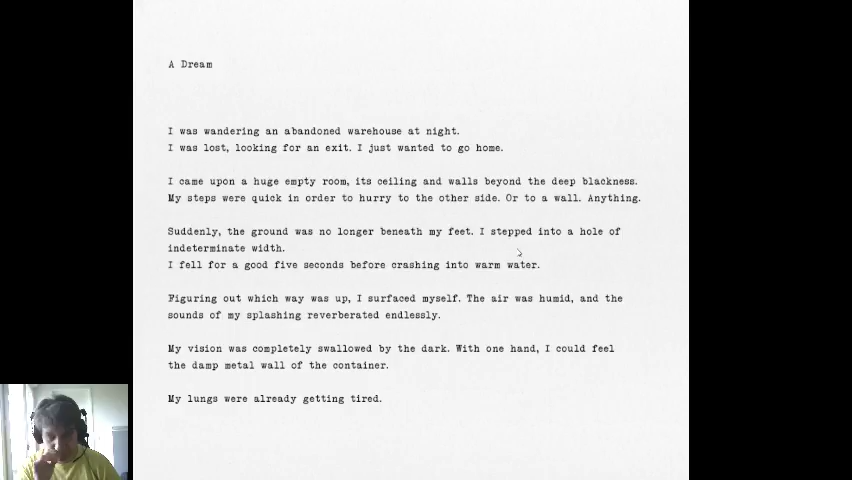 A Dream
I was wandering an abandoned warehouse at night.
I was lost, looking for an exit. I just wanted to go home.
I came upon a huge empty room, its ceiling and walls beyond the deep blackness.
My steps were quick in order to hurry to the other side. Or to a wall. Anything.
Suddenly, the ground was no longer beneath my feet. I stepped into a hole of
indeterminate width.
I fell for a good five seconds before crashing into warm water.
Figuring out which way was up, I surfaced myself. The air was humid, and the
sounds of my splashing reverberated endlessly.
My vision was completely swallowed by the dark. With one hand, I could feel
the damp metal wall of the container.
My lungs were already getting tired.